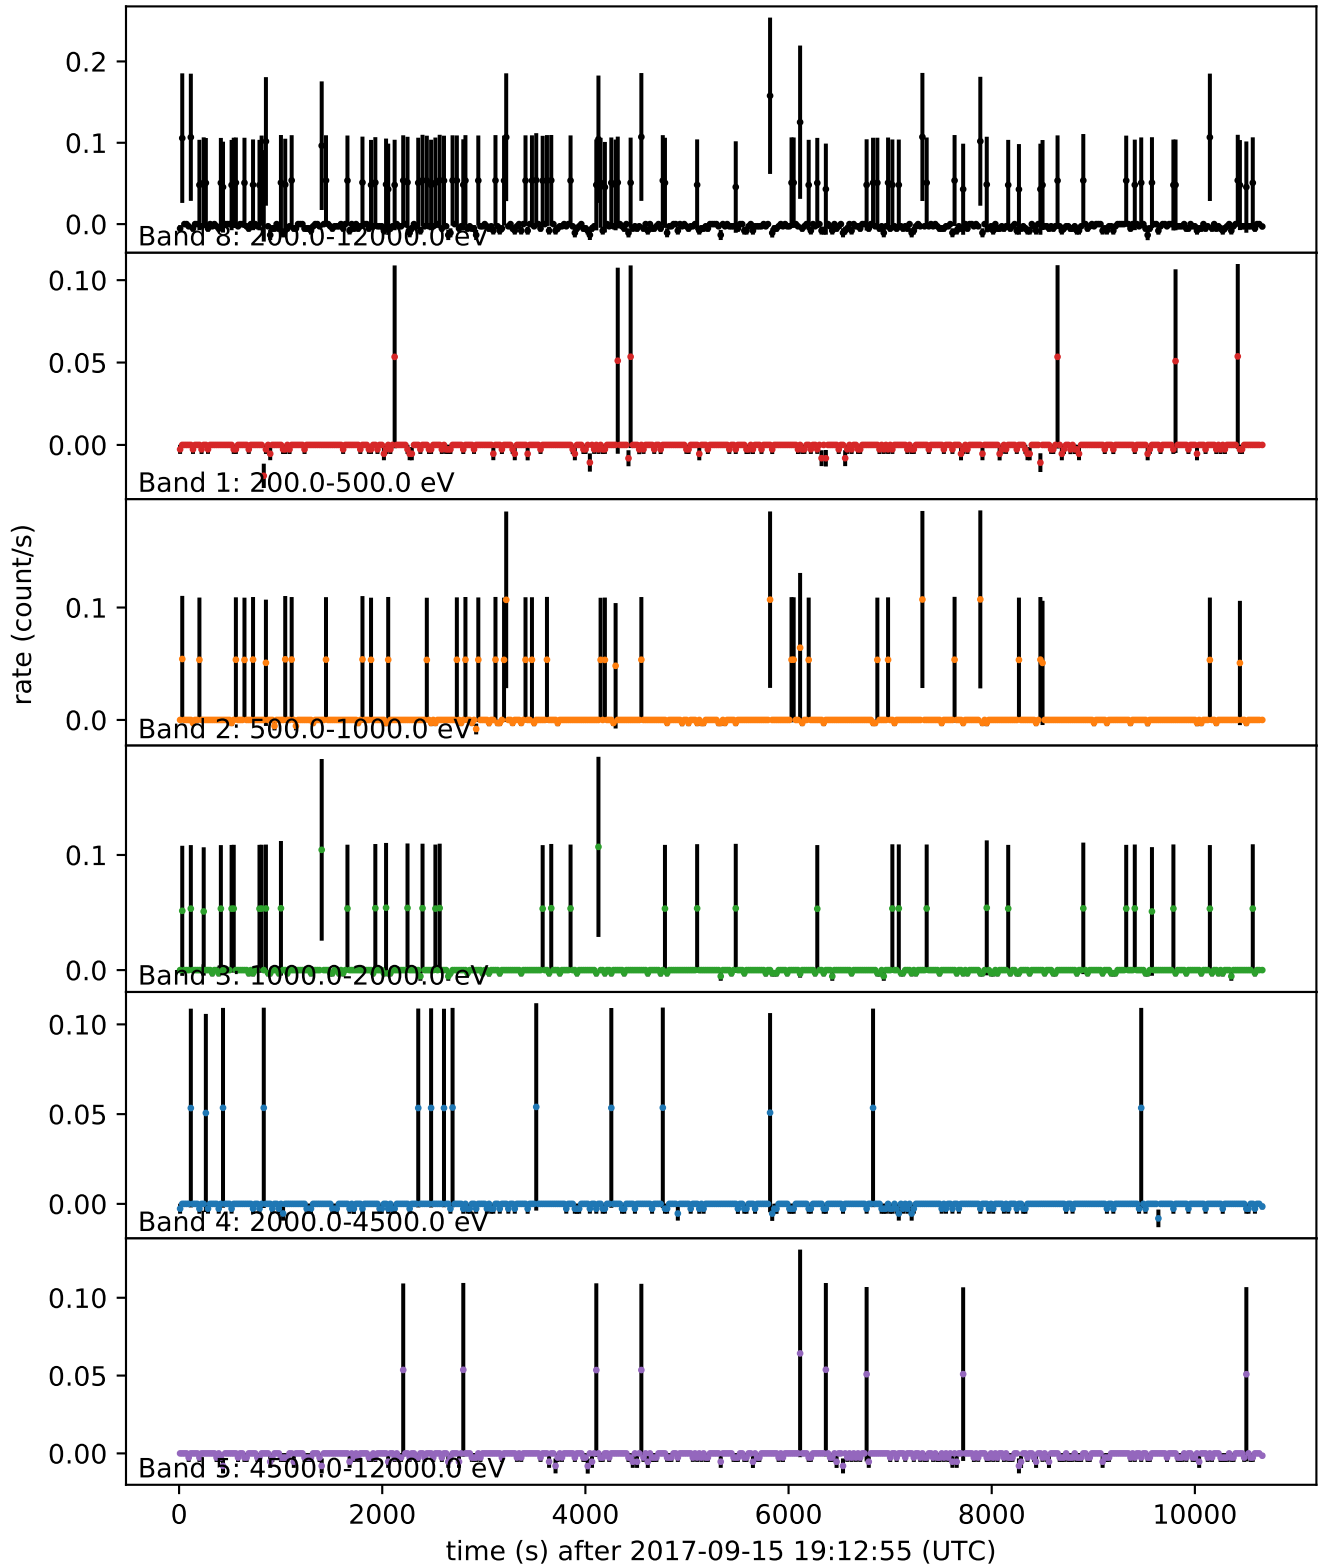 0.2
0.1
0.0
Band 8: 200.0-12000.0 eV
0.10
0.05
0.00
Band 1: 200.0-500.0 eV
rate (count/s)
0.1
0.0
Band 2: 500.0-1000.0 eV
0.1
0.0
Band 3: 1000.0-2000.0 eV
0.10
0.05
0.00
Band 4: 2000.0-4500.0 eV
0.10
0.05
0.00
Band 5: 4500.0-12000.0 eV
0 2000 4000 6000 8000 10000
time (s) after 2017-09-15 19:12:55 (UTC)